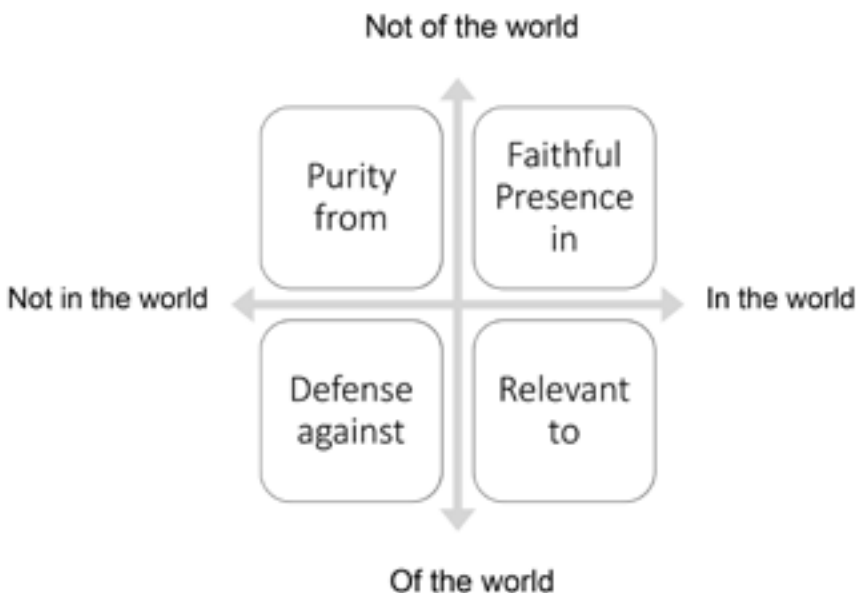 Not of the world
Purity
from
Faithful
Presence
in
Not in the world
In the world
Defense
against
Relevant
to
Of the world